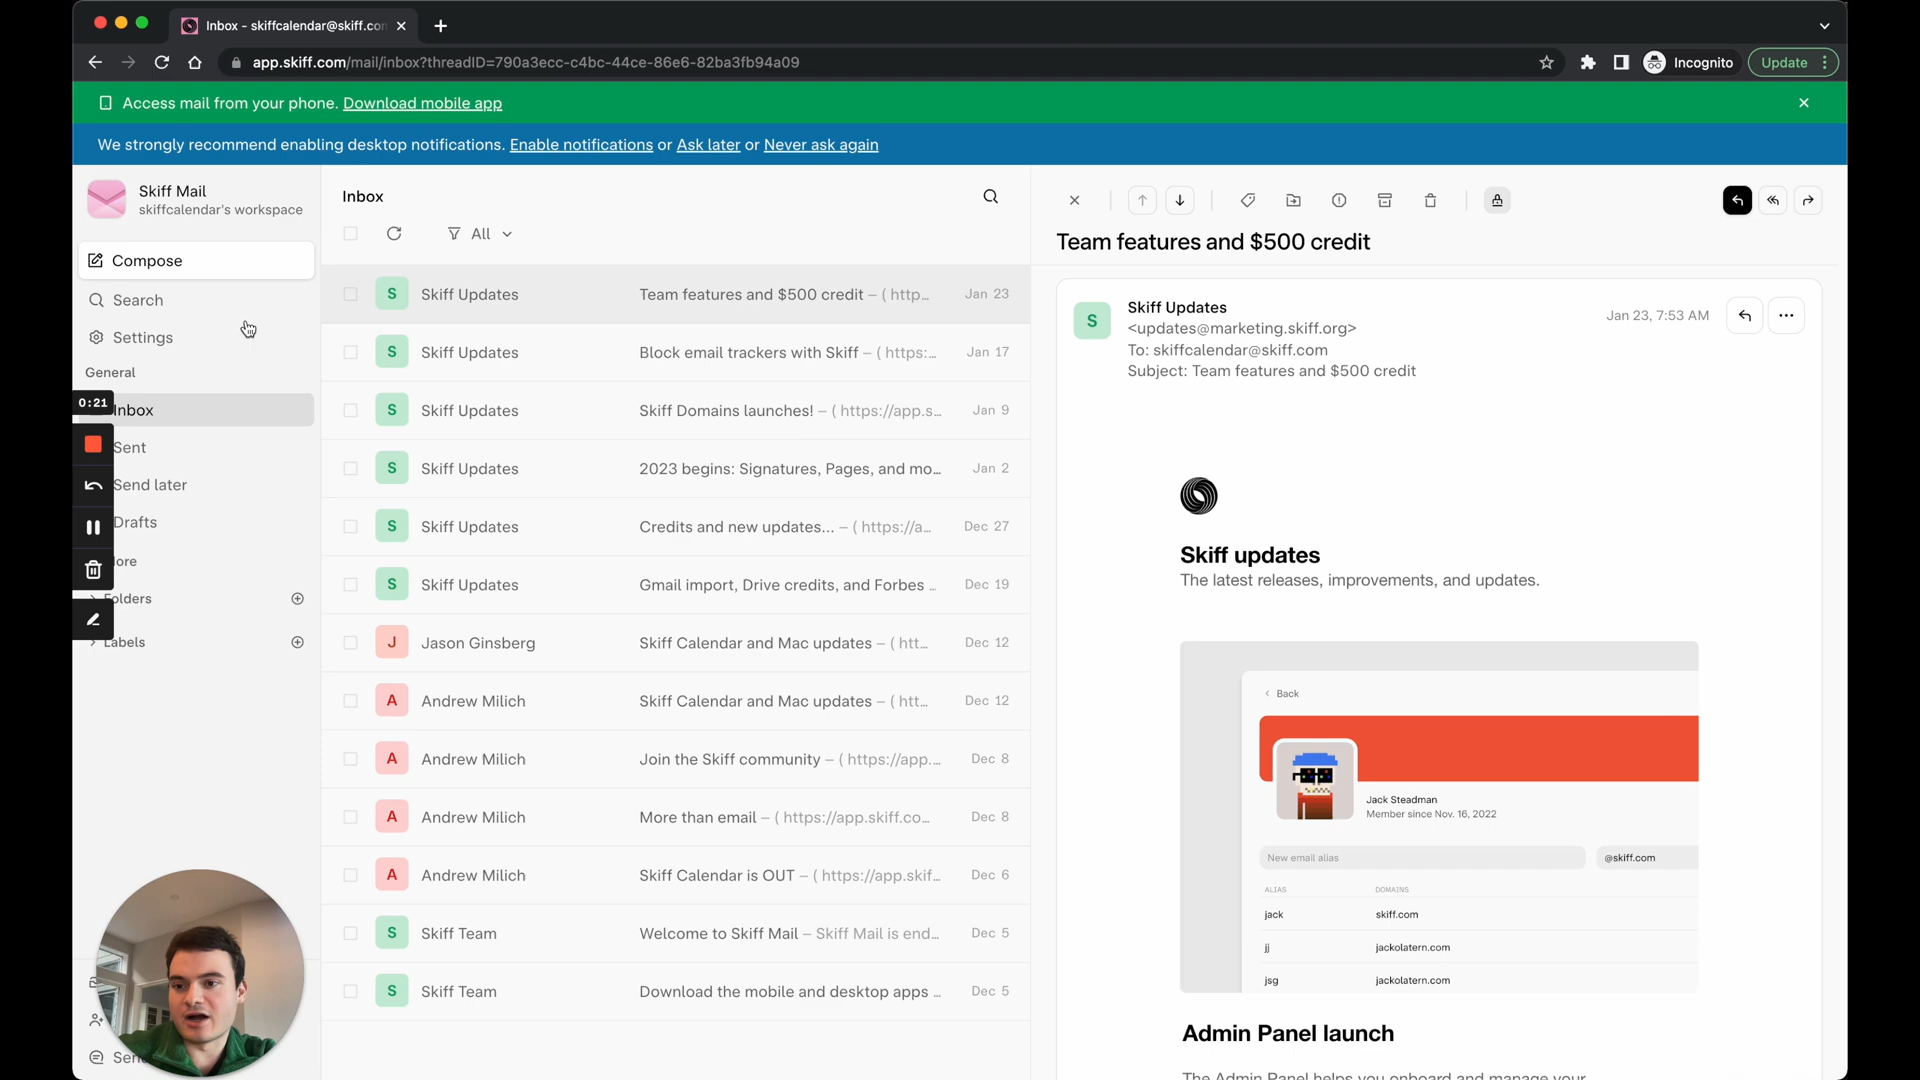 Inbox - skiffcalendar@skiff.con
app.skiff.com/mail/inbox?threadID=790a3ecc-c4bc-44ce-86e6-82ba3fb94a09
Incognito
Update
Access mail from your phone. Download mobile app
We strongly recommend enabling desktop notifications. Enable notifications or Ask later or Never ask again
Skiff Mail
skiffcalendar's workspace
Compose
Search
Settings
General
0:21
Inbox
Sent
Send later
Drafts
ore
Folders
Labels
Sen
Inbox
All
S Skiff Updates Team features and $500 credit – ( http... Jan 23
S Skiff Updates Block email trackers with Skiff – ( https:... Jan 17
S Skiff Updates Skiff Domains launches! – ( https://app.s... Jan 9
S Skiff Updates 2023 begins: Signatures, Pages, and mo... Jan 2
S Skiff Updates Credits and new updates... – ( https://a... Dec 27
S Skiff Updates Gmail import, Drive credits, and Forbes ... Dec 19
J Jason Ginsberg Skiff Calendar and Mac updates – ( htt... Dec 12
A Andrew Milich Skiff Calendar and Mac updates – ( htt... Dec 12
A Andrew Milich Join the Skiff community – ( https://app.... Dec 8
A Andrew Milich More than email – ( https://app.skiff.co... Dec 8
A Andrew Milich Skiff Calendar is OUT – ( https://app.skif... Dec 6
S Skiff Team Welcome to Skiff Mail – Skiff Mail is end... Dec 5
S Skiff Team Download the mobile and desktop apps ... Dec 5
Team features and $500 credit
S
Skiff Updates
<updates@marketing.skiff.org>
To: skiffcalendar@skiff.com
Subject: Team features and $500 credit
Jan 23, 7:53 AM
Skiff updates
The latest releases, improvements, and updates.
Back
Jack Steadman
Member since Nov. 16, 2022
New email alias @skiff.com
ALIAS DOMAINS
jack skiff.com
jj jackolatern.com
jsg jackolatern.com
Admin Panel launch
The Admin Panel helps you onboard and manage your